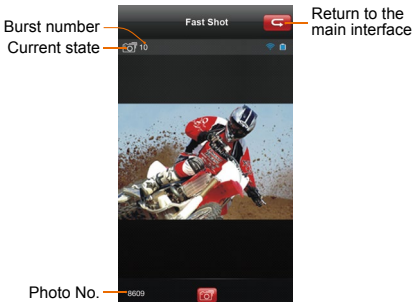 Fast Shot
Return to the
main interface
Burst number
Current state
10
Photo No.
8609